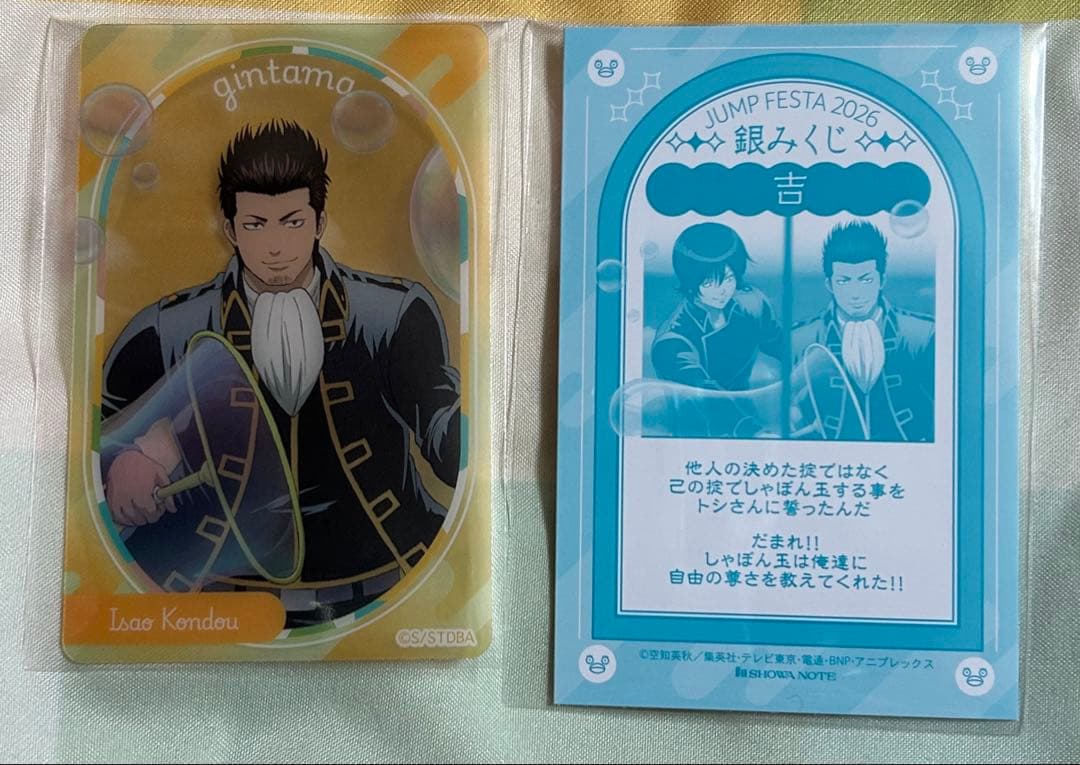 gintama
Isao Kondou
©S/STDBA
JUMP FESTA 2026
銀みくじ
吉
他人の決めた掟ではなく
己の掟でしゃぼん玉する事を
トシさんに誓ったんだ
だまれ!!
しゃぼん玉は俺達に
自由の尊さを教えてくれた!!
©空知英秋/集英社・テレビ東京・電通・BNP・アニプレックス
SHOWA NOTE